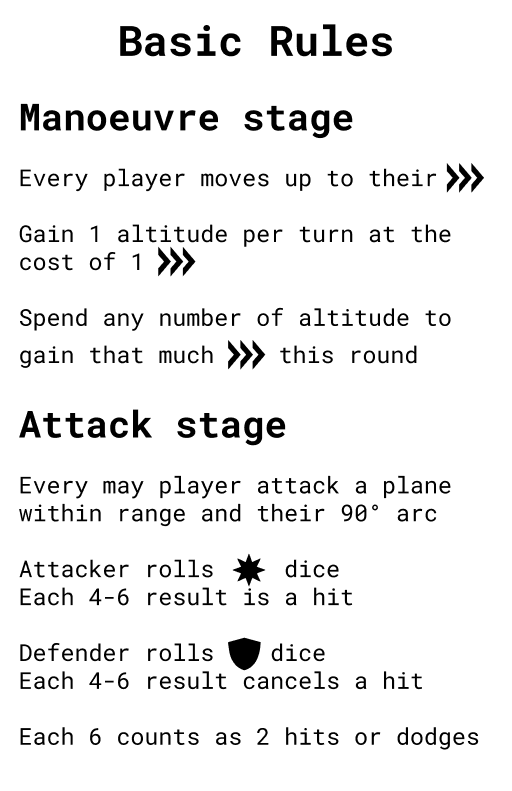 Basic Rules
Manoeuvre stage
Every player moves up to their
Gain 1 altitude per turn at the
cost of 1
Spend any number of altitude to
gain that much this round
Attack stage
Every may player attack a plane
within range and their 90° arc
Attacker rolls dice
Each 4-6 result is a hit
Defender rolls dice
Each 4-6 result cancels a hit
Each 6 counts as 2 hits or dodges